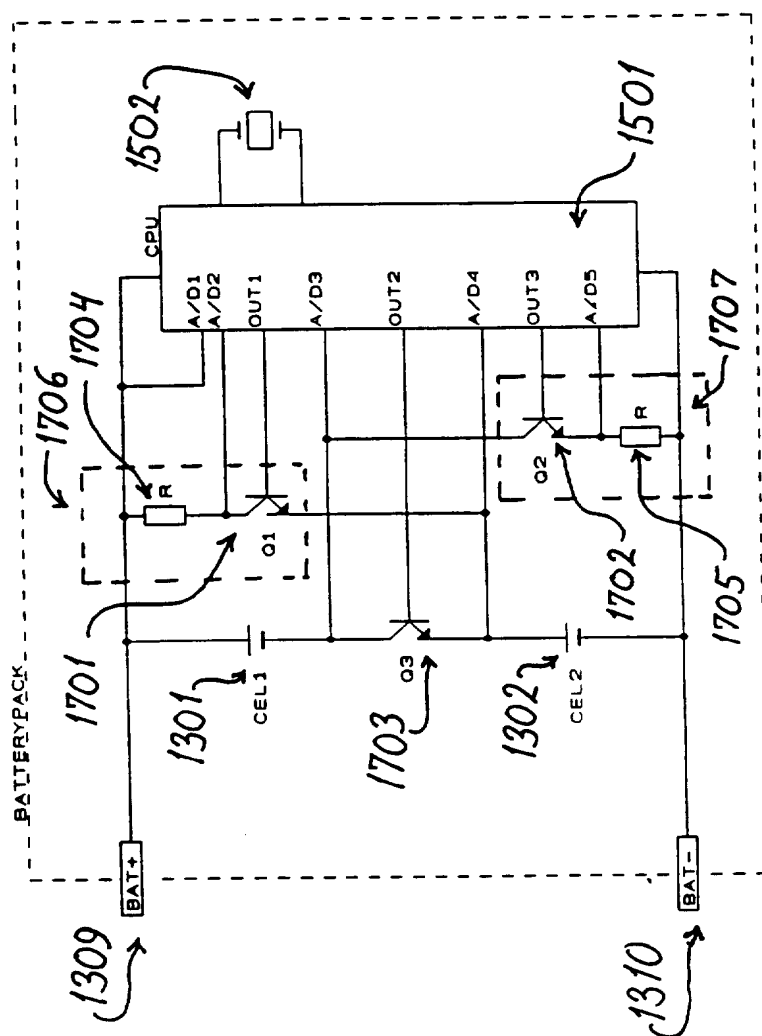 BATTERYPACK
1309
BAT+
1706
1704
1502
CPU
R
A/D1
A/D2
1701
Q1
OUT1
1301
CEL1
A/D3
1703
Q3
OUT2
1302
CEL2
A/D4
1702
Q2
OUT3
1501
A/D5
R
1705
1707
1310
BAT-